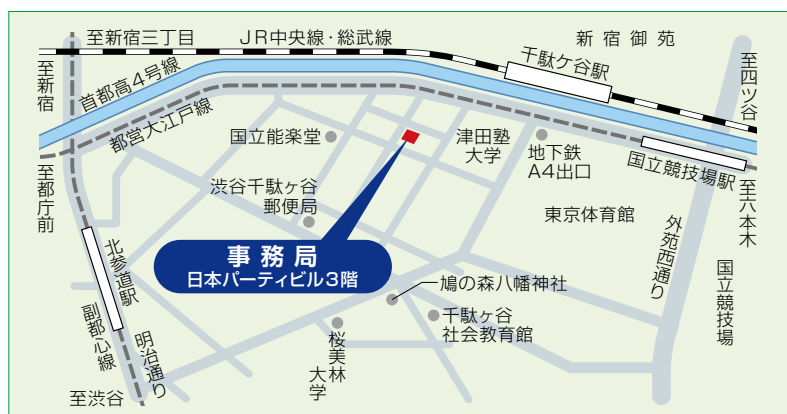 至新宿三丁目
JR中央線・総武線
新宿御苑
至新宿
首都高4号線
千駄ケ谷駅
至四ツ谷
都営大江戸線
国立能楽堂
津田塾
大学
地下鉄
A4出口
国立競技場駅
至都庁前
渋谷千駄ヶ谷
郵便局
東京体育館
至六本木
事務局
日本パーティビル3階
外苑西通り
国立競技場
北参道駅
副都心線
明治通り
鳩の森八幡神社
千駄ヶ谷
社会教育館
桜美林
大学
至渋谷